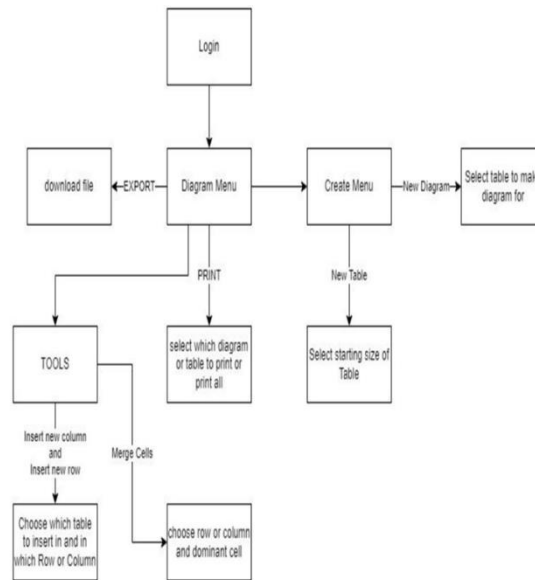 Login
download file
EXPORT
Diagram Menu
Create Menu
New Diagram
Select table to mak
diagram for
PRINT
New Table
TOOLS
select which diagram
or table to print or
print all
Select starting size of
Table
Insert new column
and
Insert new row
Merge Cells
Choose which table
to insert in and in
which Row or Column
choose row or column
and dominant cell